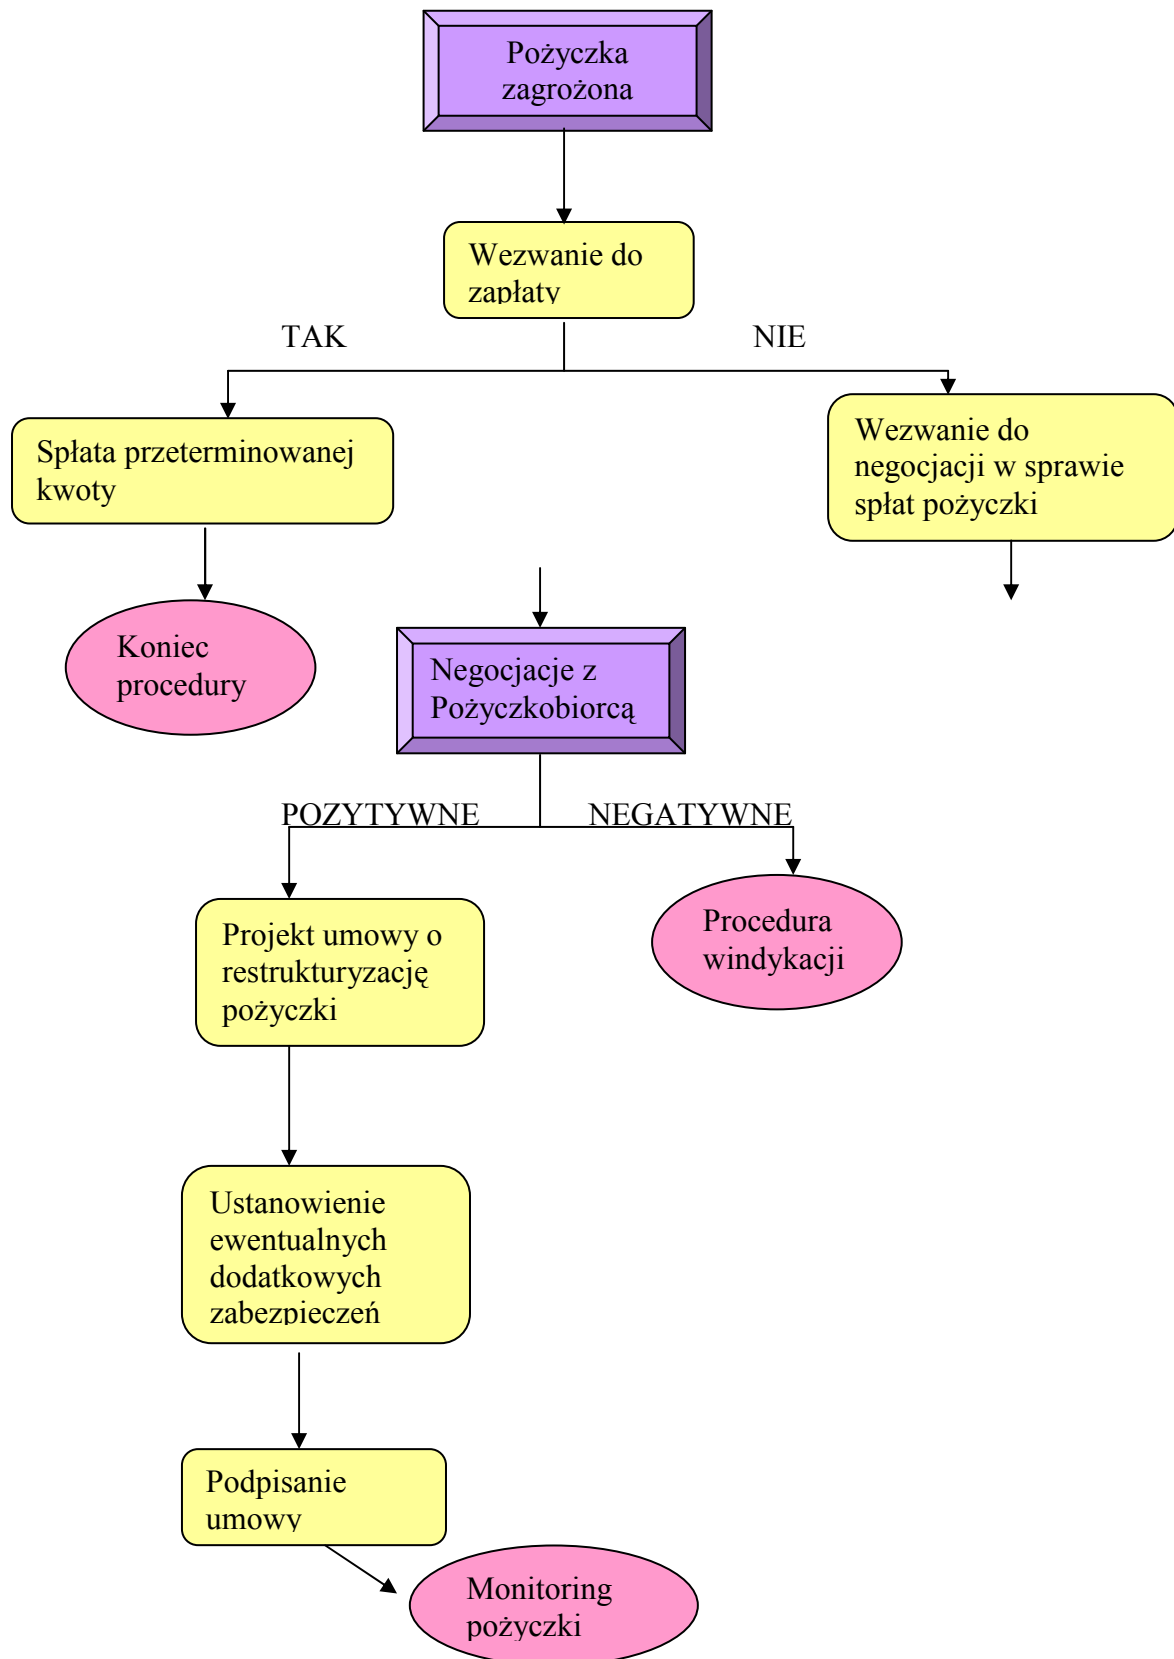 Pożyczka
zagrożona
Wezwanie do
zapłaty
TAK
NIE
Spłata przeterminowanej
kwoty
Wezwanie do
negocjacji w sprawie
spłat pożyczki
Koniec
procedury
Negocjacje z
Pożyczkobiorcą
POZYTYWNE
NEGATYWNE
Projekt umowy o
restrukturyzację
pożyczki
Procedura
windykacji
Ustanowienie
ewentualnych
dodatkowych
zabezpieczeń
Podpisanie
umowy
Monitoring
pożyczki